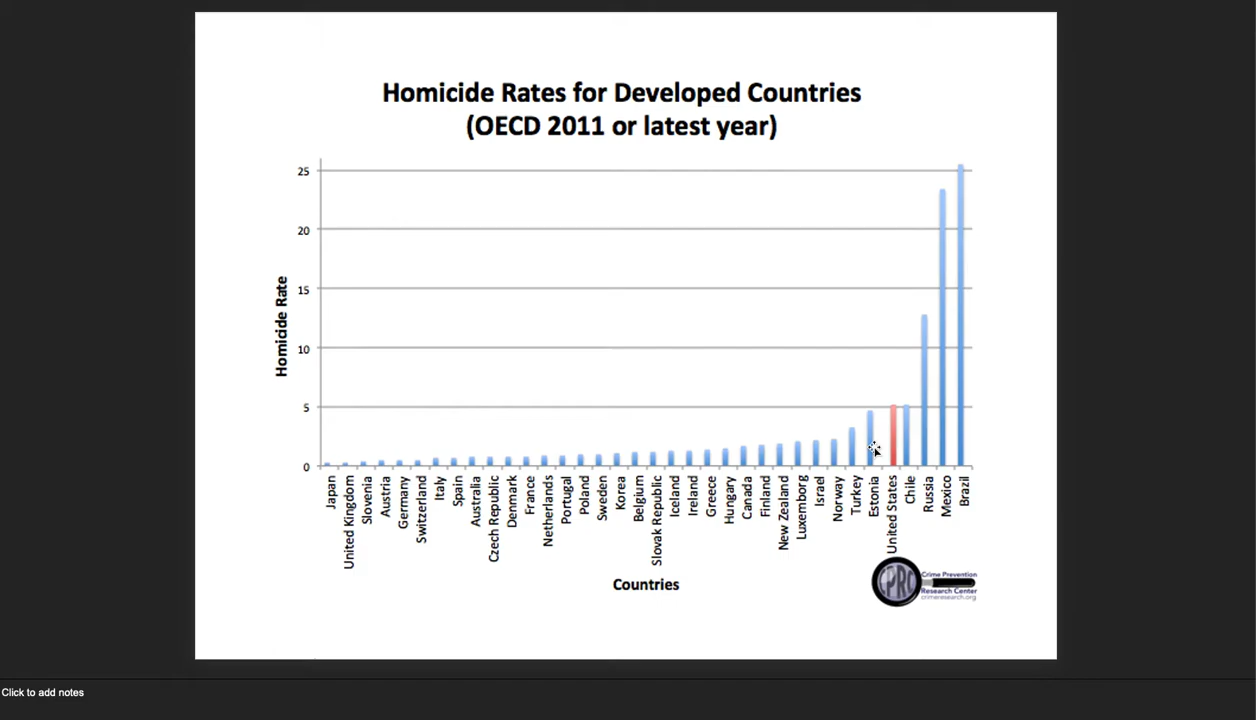 Homicide Rates for Developed Countries
(OECD 2011 or latest year)
25
20
15
10
5
0
Homicide Rate
Japan
United Kingdom
Slovenia
Austria
Germany
Switzerland
Italy
Spain
Australia
Czech Republic
Denmark
France
Netherlands
Portugal
Poland
Sweden
Korea
Belgium
Slovak Republic
Iceland
Ireland
Greece
Hungary
Canada
Finland
New Zealand
Luxemborg
Israel
Norway
Turkey
Estonia
United States
Chile
Russia
Mexico
Brazil
Countries
CPRC
Crime Prevention
Research Center
crimeresearch.org
Click to add notes